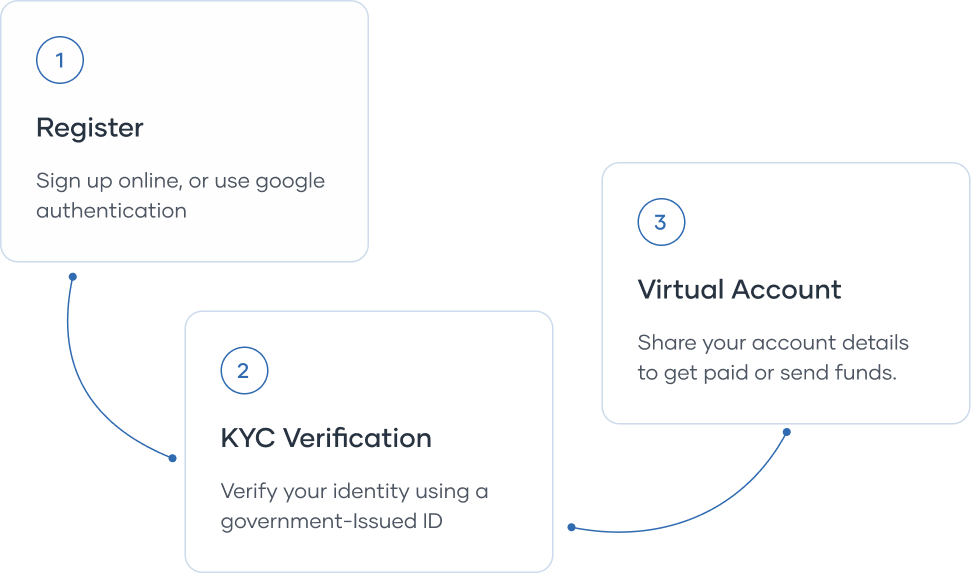 1
Register
Sign up online, or use google
authentication
2
KYC Verification
Verify your identity using a
government-Issued ID
3
Virtual Account
Share your account details
to get paid or send funds.